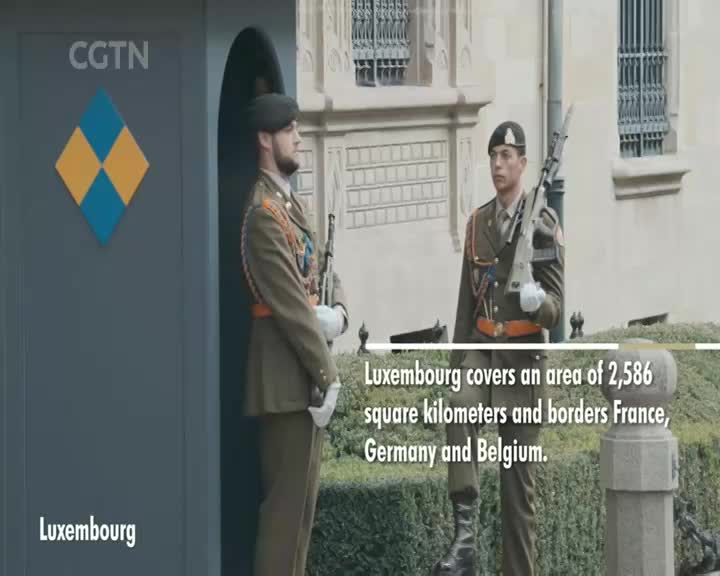 CGTN
Luxembourg covers an area of 2,586
square kilometers and borders France,
Germany and Belgium.
Luxembourg